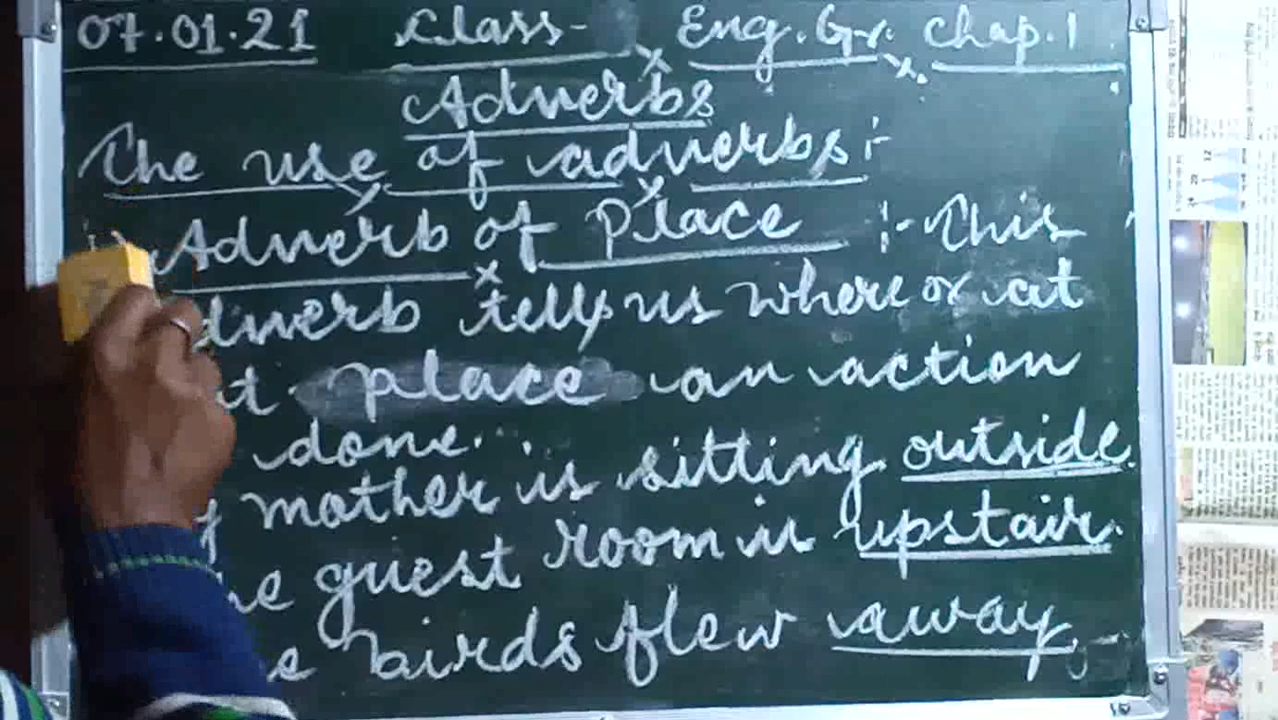 07.01.21 Class- Eng. Gr. Chap. 1
Adverbs
The use of adverbs :-
Adverb of Place :- This
dverb tells us where or at
t place an action
done.
mother is sitting outside.
guest room is upstair.
birds flew away.